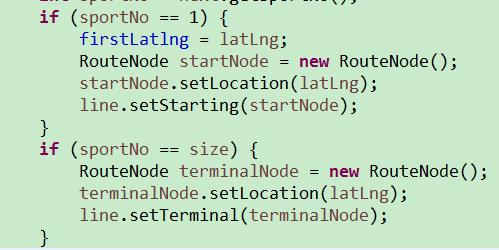 if (sportNo == 1) {
firstLatlng = latLng;
RouteNode startNode = new RouteNode();
startNode.setLocation(latLng);
line.setStarting(startNode);
}
if (sportNo == size) {
RouteNode terminalNode = new RouteNode();
terminalNode.setLocation(latLng);
line.setTerminal(terminalNode);
}